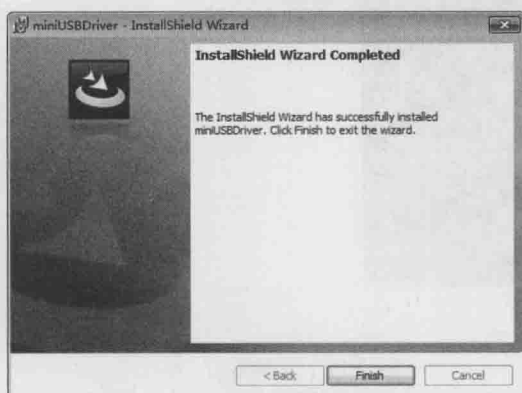 miniUSBDriver - InstallShield Wizard
InstallShield Wizard Completed
The InstallShield Wizard has successfully installed
miniUSBDriver. Click Finish to exit the wizard.
< Back
Finish
Cancel